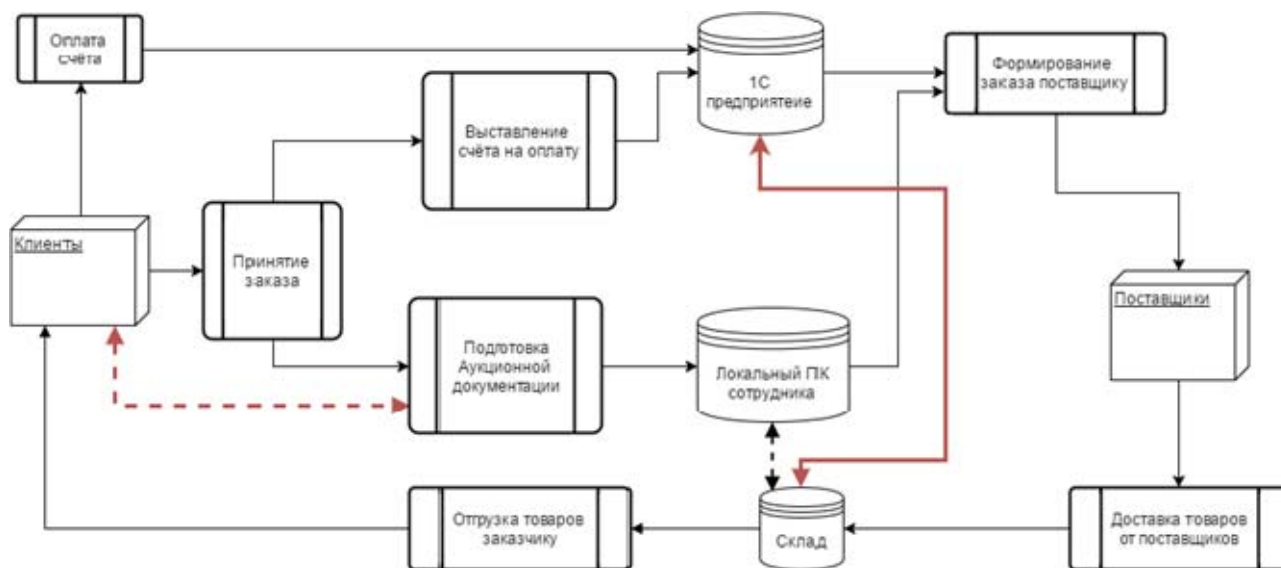 Оплата
счёта
1С
предприятеие
Формирование
заказа поставщику
Выставление
счёта на оплату
Клиенты
Принятие
заказа
Поставщики
Подготовка
Аукционной
документации
Локальный ПК
сотрудника
Отгрузка товаров
заказчику
Склад
Доставка товаров
от поставщиков